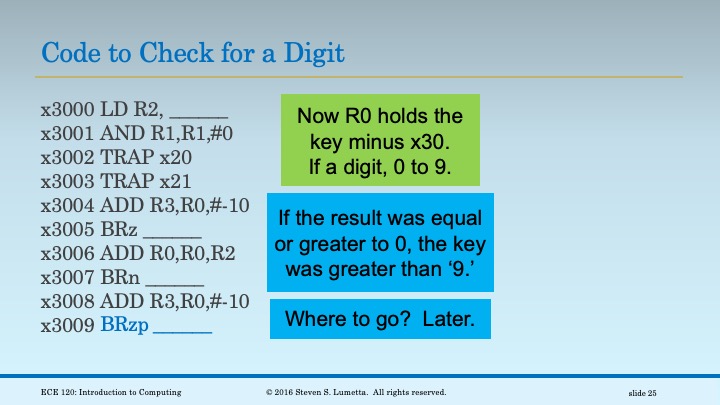 Code to Check for a Digit
x3000 LD R2, ______
x3001 AND R1,R1,#0
x3002 TRAP x20
x3003 TRAP x21
x3004 ADD R3,R0,#-10
x3005 BRz ______
x3006 ADD R0,R0,R2
x3007 BRn ______
x3008 ADD R3,R0,#-10
x3009 BRzp ______
Now R0 holds the
key minus x30.
If a digit, 0 to 9.
If the result was equal
or greater to 0, the key
was greater than ‘9.’
Where to go?  Later.
ECE 120: Introduction to Computing
© 2016 Steven S. Lumetta.  All rights reserved.
slide 25